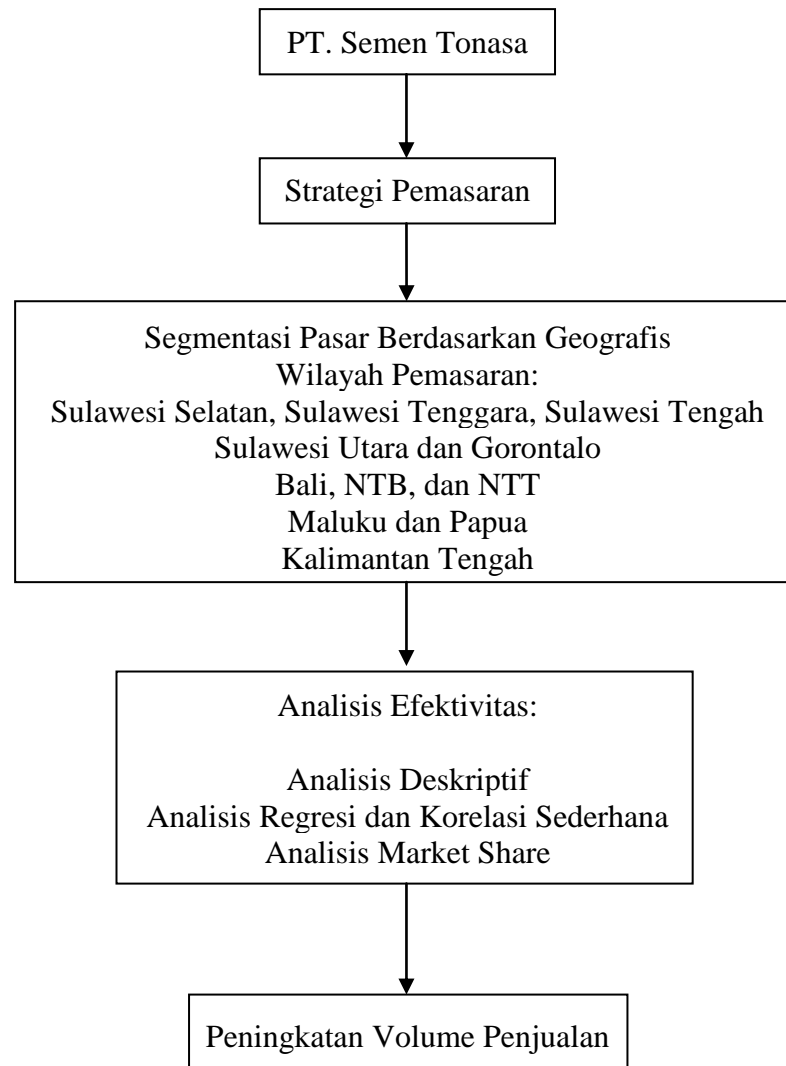 PT. Semen Tonasa
Strategi Pemasaran
Segmentasi Pasar Berdasarkan Geografis
Wilayah Pemasaran:
Sulawesi Selatan, Sulawesi Tenggara, Sulawesi Tengah
Sulawesi Utara dan Gorontalo
Bali, NTB, dan NTT
Maluku dan Papua
Kalimantan Tengah
Analisis Efektivitas:
Analisis Deskriptif
Analisis Regresi dan Korelasi Sederhana
Analisis Market Share
Peningkatan Volume Penjualan